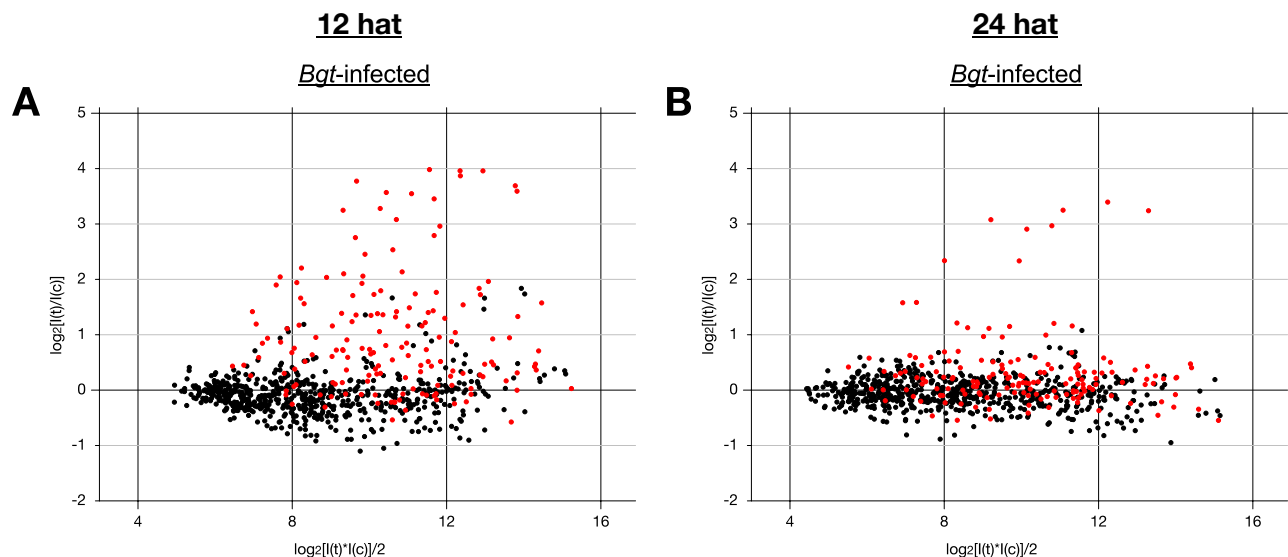 12 hat
24 hat
Bgt-infected
Bgt-infected
A
B
5
4
3
2
1
0
-1
-2
log2[I(t)/I(c)]
4
8
12
16
log2[I(t)*I(c)]/2
5
4
3
2
1
0
-1
-2
log2[I(t)/I(c)]
4
8
12
16
log2[I(t)*I(c)]/2